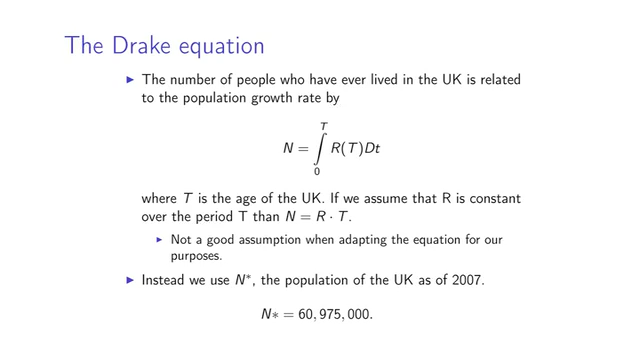 The Drake equation
▶ The number of people who have ever lived in the UK is related
to the population growth rate by
N = ∫₀ᵀ R(T)Dt
where T is the age of the UK. If we assume that R is constant
over the period T than N = R · T.
▶ Not a good assumption when adapting the equation for our
purposes.
▶ Instead we use N*, the population of the UK as of 2007.
N∗ = 60, 975, 000.